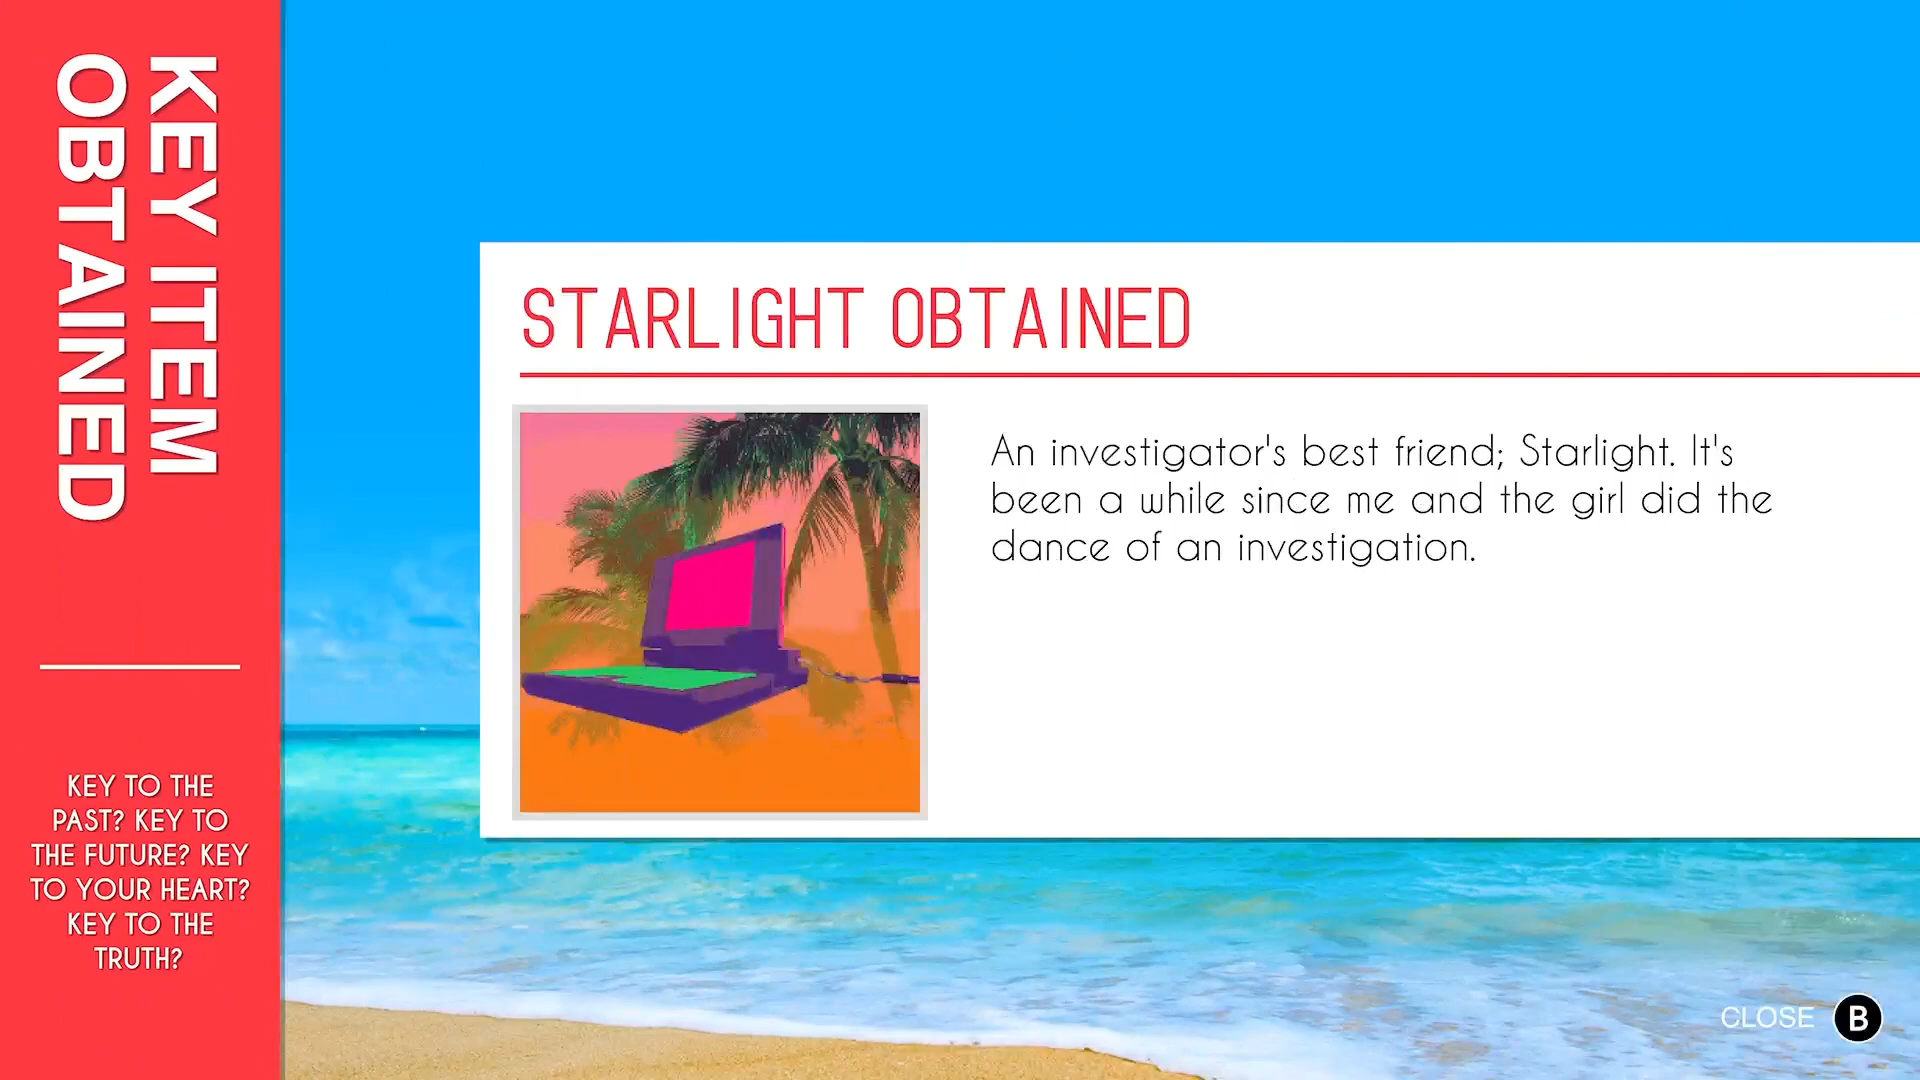 KEY ITEM
OBTAINED
KEY TO THE
PAST? KEY TO
THE FUTURE? KEY
TO YOUR HEART?
KEY TO THE
TRUTH?
STARLIGHT OBTAINED
An investigator's best friend; Starlight. It's
been a while since me and the girl did the
dance of an investigation.
CLOSE B